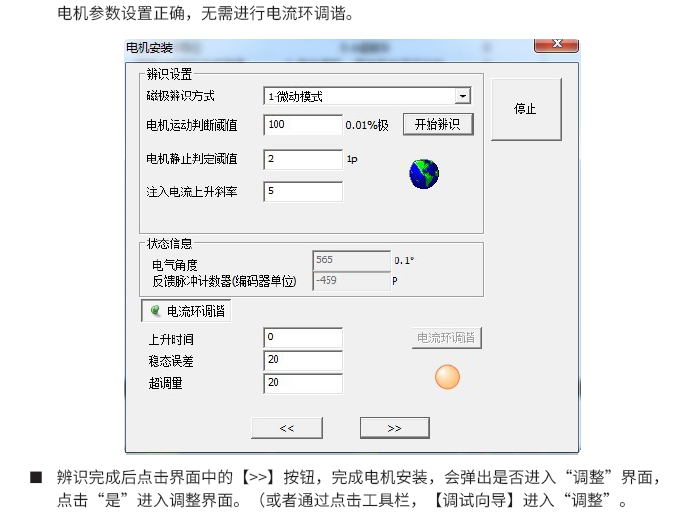 电机参数设置正确，无需进行电流环调谐。
电机安装
辨识设置
磁极辨识方式 1-微动模式
停止
电机运动判断阈值 100 0.01%极 开始辨识
电机静止判定阈值 2 1p
注入电流上升斜率 5
状态信息
电气角度 565 0.1°
反馈脉冲计数器(编码器单位) -459 P
电流环调谐
上升时间 0 电流环调谐
稳态误差 20
超调量 20
<< >>
■ 辨识完成后点击界面中的【>>】按钮，完成电机安装，会弹出是否进入“调整”界面，
点击“是”进入调整界面。（或者通过点击工具栏，【调试向导】进入“调整”。